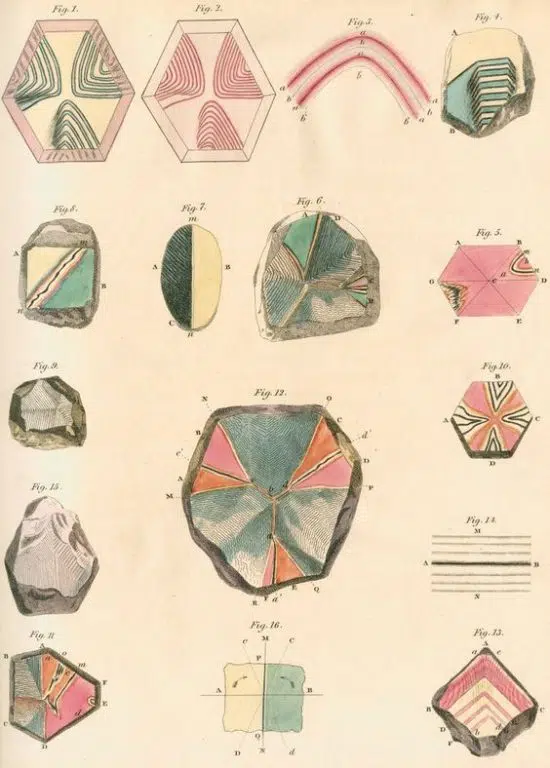 Fig. 1.
Fig. 2.
Fig. 3.
a
b
c
b
a
b
a
b
a
Fig. 4.
A
B
Fig. 8.
m
A
B
n
Fig. 7.
m
A
B
C
n
Fig. 6.
A
D
Fig. 5.
A
B
m
n
a
D
c
F
E
Fig. 9.
Fig. 12.
N
O
B
C
c'
d'
A
D
M
P
b
a
E
Q
R
F
a'
Fig. 10.
B
A
C
D
Fig. 15.
Fig. 14.
M
A
B
N
Fig. 11
A
B
o
m
F
E
C
d
D
Fig. 16.
C
M
C
P
A
B
Q
D
N
d
Fig. 13.
A
a
c
B
C
D
E
b
d
F